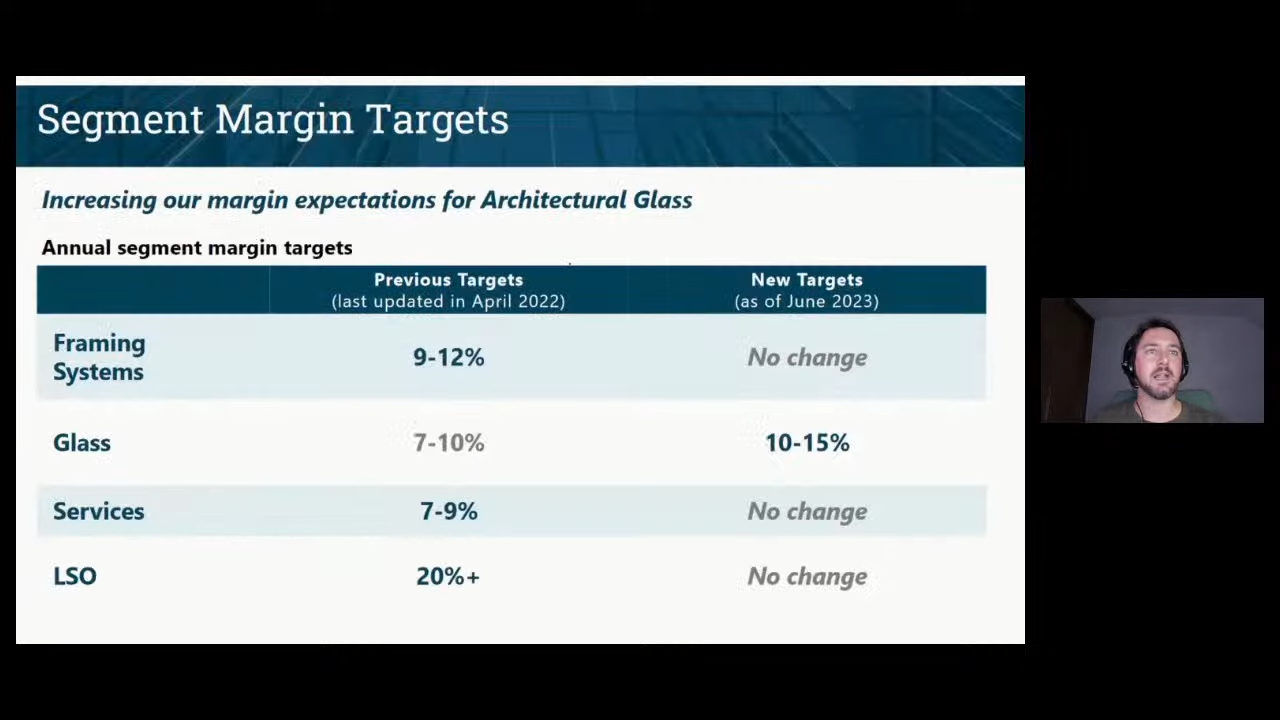 Segment Margin Targets
Increasing our margin expectations for Architectural Glass
Annual segment margin targets
Previous Targets
(last updated in April 2022)
New Targets
(as of June 2023)
Framing
Systems
9-12%
No change
Glass
7-10%
10-15%
Services
7-9%
No change
LSO
20%+
No change